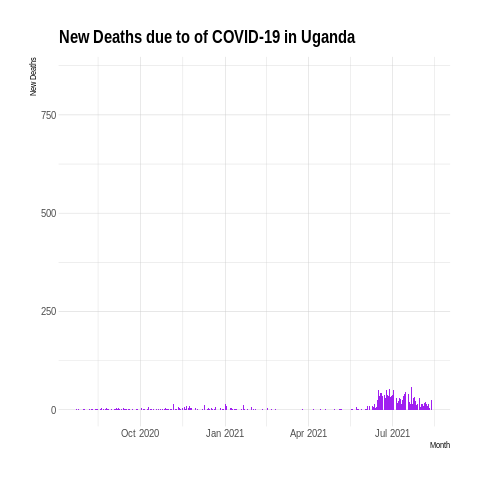 New Deaths due to of COVID-19 in Uganda
New Deaths
750
500
250
0
Oct 2020 Jan 2021 Apr 2021 Jul 2021
Month